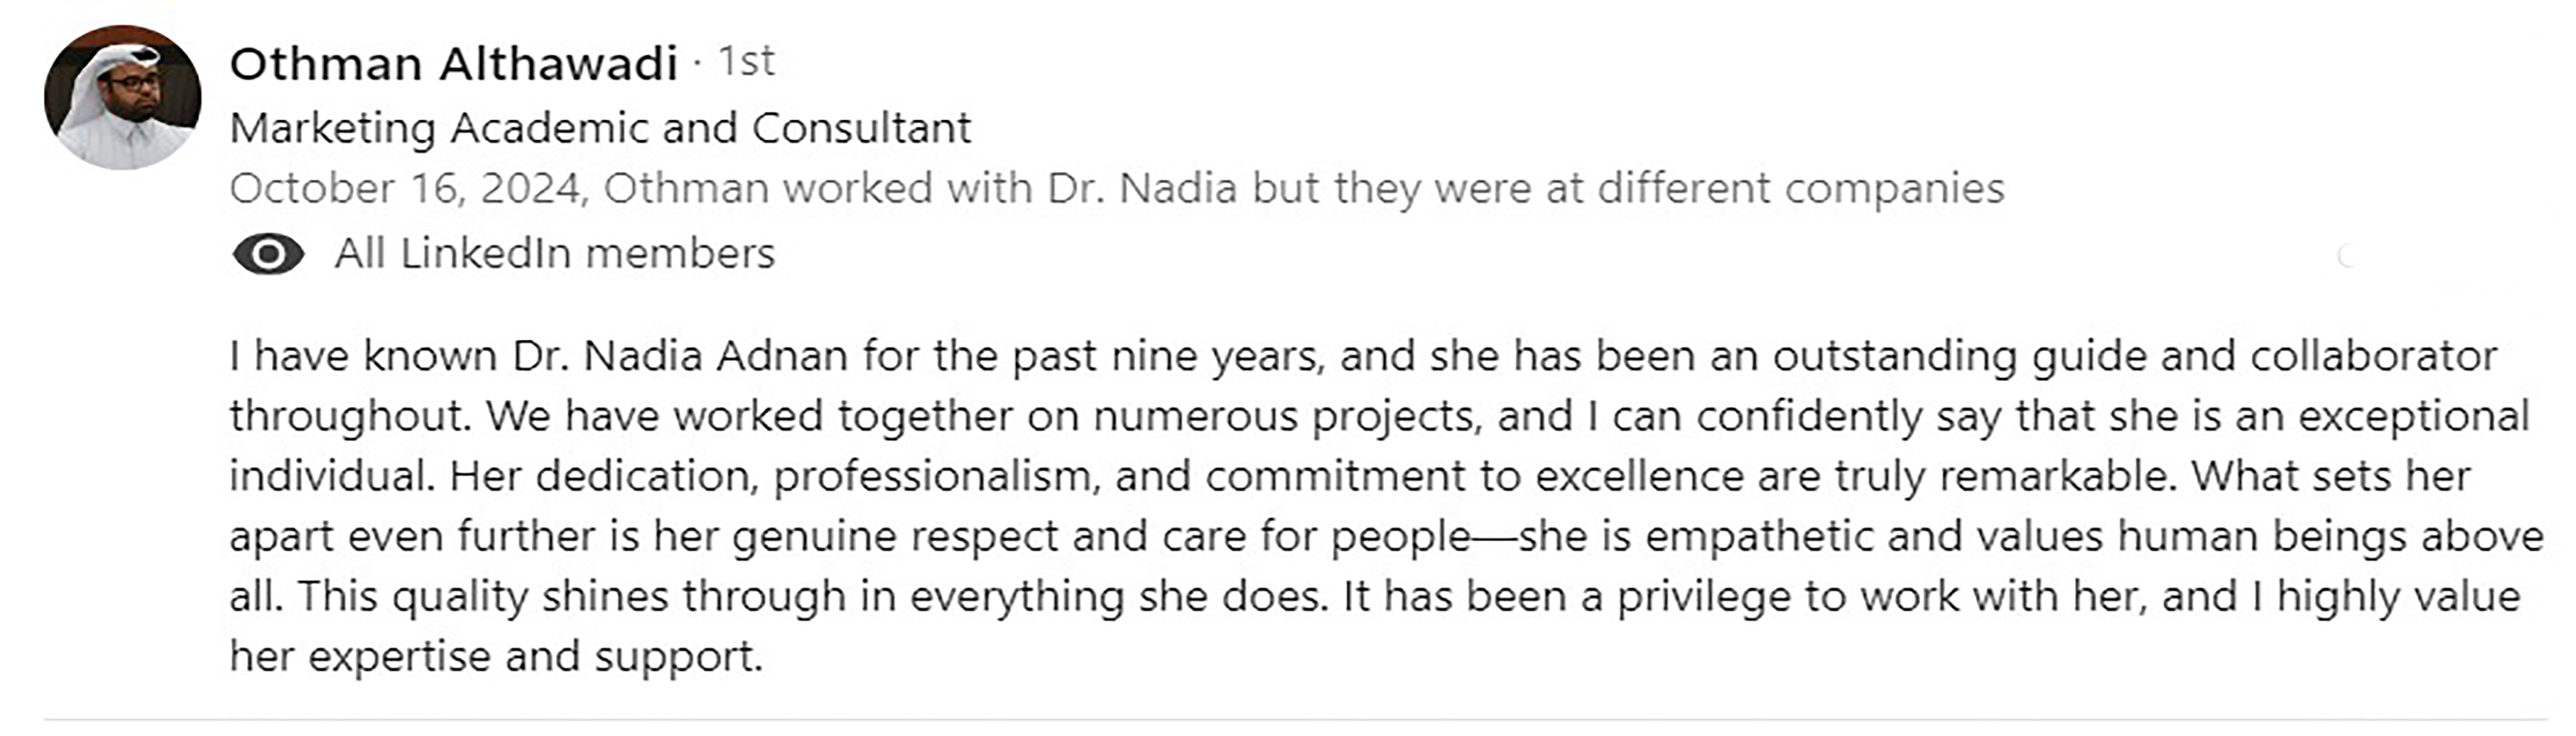 Othman Althawadi · 1st
Marketing Academic and Consultant
October 16, 2024, Othman worked with Dr. Nadia but they were at different companies
All LinkedIn members
I have known Dr. Nadia Adnan for the past nine years, and she has been an outstanding guide and collaborator
throughout. We have worked together on numerous projects, and I can confidently say that she is an exceptional
individual. Her dedication, professionalism, and commitment to excellence are truly remarkable. What sets her
apart even further is her genuine respect and care for people—she is empathetic and values human beings above
all. This quality shines through in everything she does. It has been a privilege to work with her, and I highly value
her expertise and support.